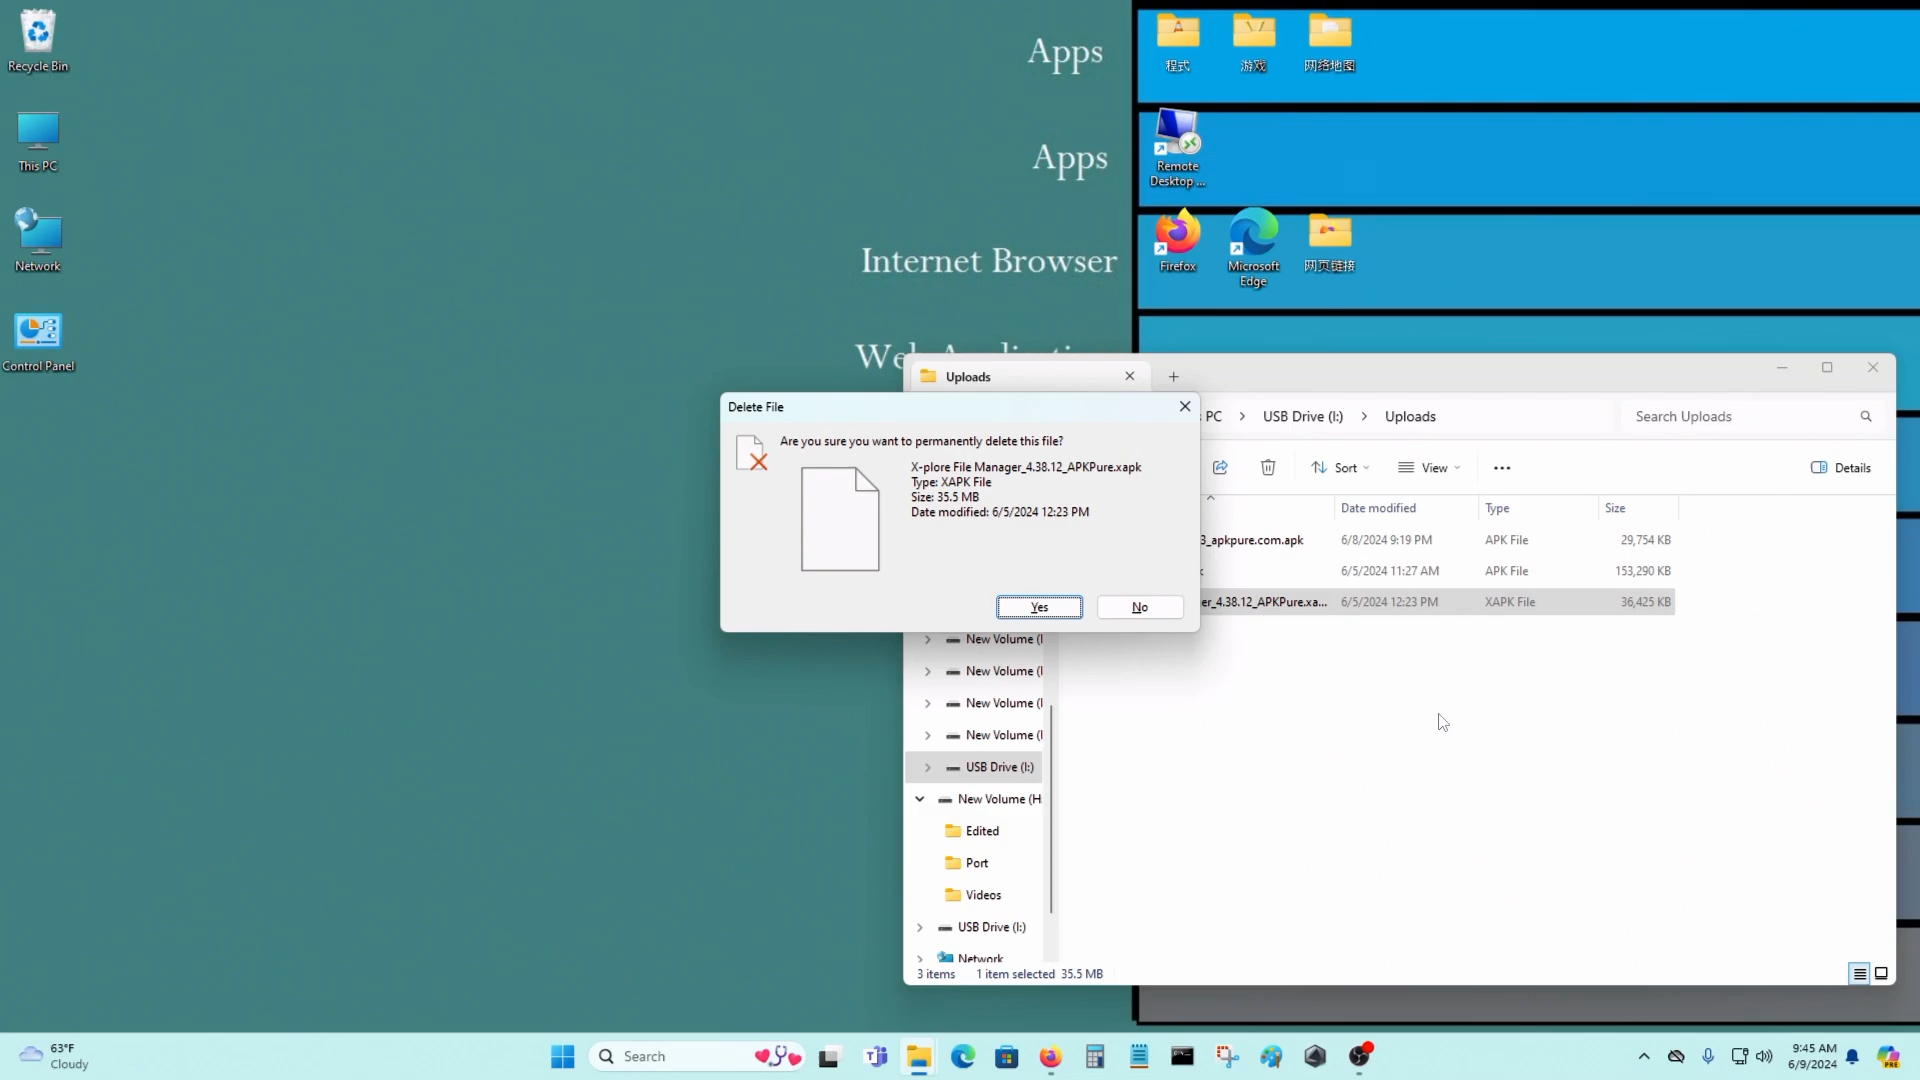 Recycle Bin
This PC
Network
Control Panel
Apps
程式
游戏
网络地图
Apps
Remote
Desktop ...
Internet Browser
Firefox
Microsoft
Edge
网页链接
Uploads
PC
USB Drive (I:)
Uploads
Search Uploads
Sort
View
Details
Date modified
Type
Size
3_apkpure.com.apk
6/8/2024 9:19 PM
APK File
29,754 KB
6/5/2024 11:27 AM
APK File
153,290 KB
er_4.38.12_APKPure.xa...
6/5/2024 12:23 PM
XAPK File
36,425 KB
Delete File
Are you sure you want to permanently delete this file?
X-plore File Manager_4.38.12_APKPure.xapk
Type: XAPK File
Size: 35.5 MB
Date modified: 6/5/2024 12:23 PM
Yes
No
New Volume (
New Volume (
New Volume (
New Volume (
USB Drive (I:)
New Volume (H:
Edited
Port
Videos
USB Drive (I:)
Network
3 items
1 item selected 35.5 MB
63°F
Cloudy
Search
9:45 AM
6/9/2024
PRE